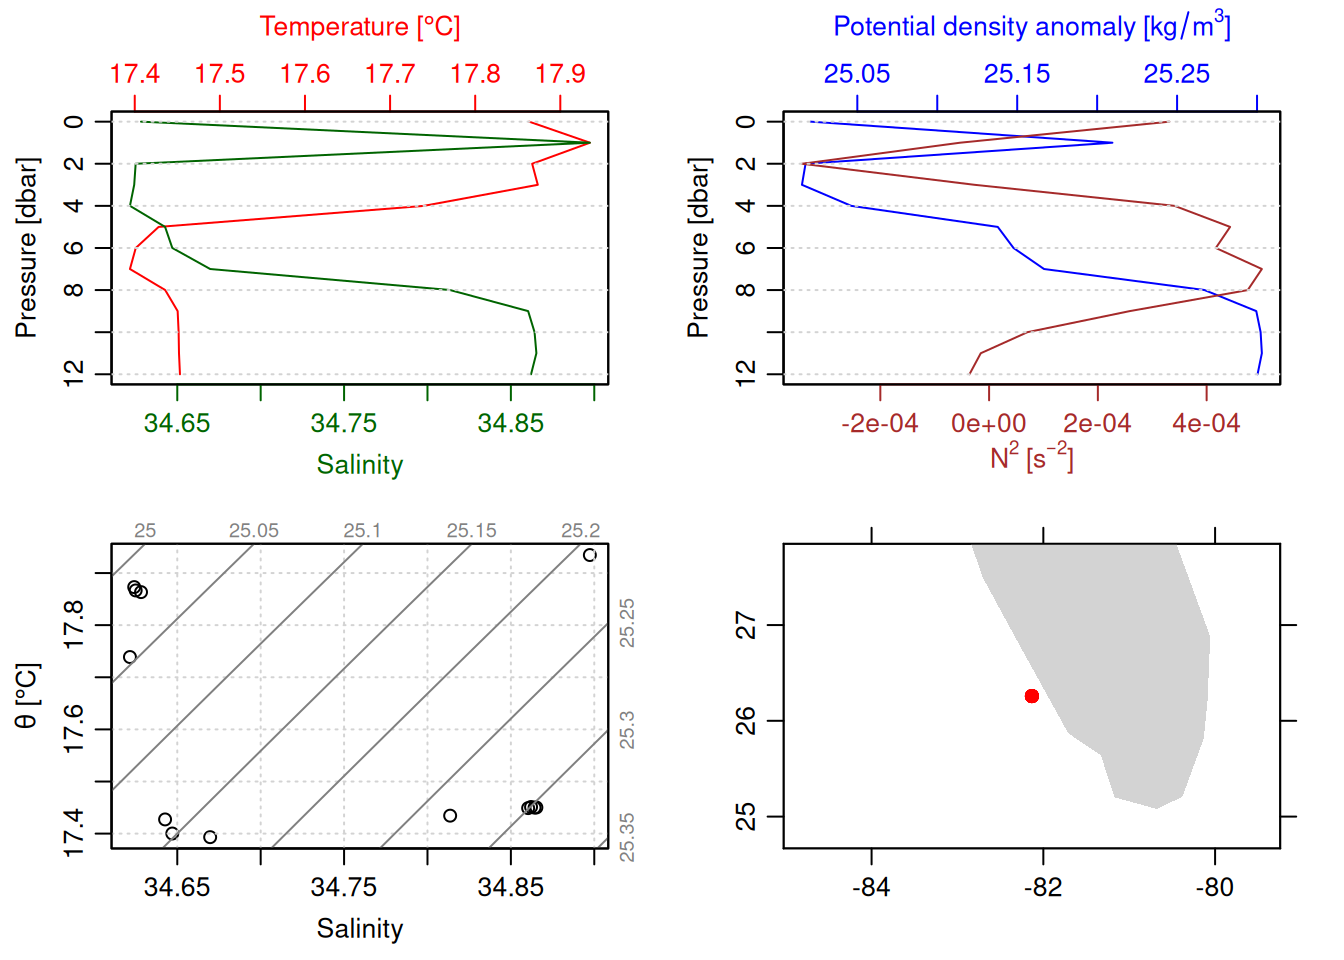 Temperature [°C]
17.4 17.5 17.6 17.7 17.8 17.9
Pressure [dbar]
0
2
4
6
8
12
34.65 34.75 34.85
Salinity
Potential density anomaly [kg/m³]
25.05 25.15 25.25
Pressure [dbar]
0
2
4
6
8
12
-2e-04 0e+00 2e-04 4e-04
N² [s⁻²]
25 25.05 25.1 25.15 25.2
25.25
25.3
25.35
θ [°C]
17.8
17.6
17.4
34.65 34.75 34.85
Salinity
27
26
25
-84 -82 -80